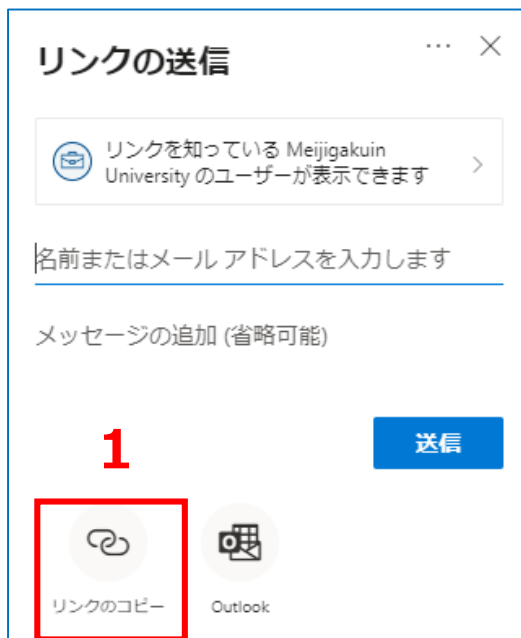 リンクの送信
リンクを知っている Meijigakuin
University のユーザーが表示できます
名前またはメール アドレスを入力します
メッセージの追加 (省略可能)
送信
1
リンクのコピー
Outlook